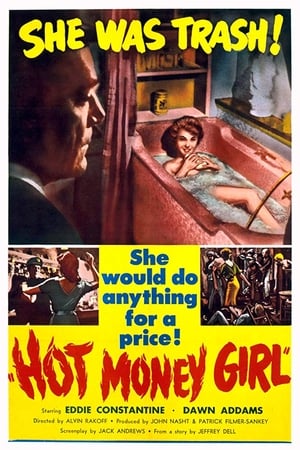 SHE WAS TRASH!
She
would do
anything
for a
price!
"HOT MONEY GIRL"
Starring EDDIE CONSTANTINE · DAWN ADDAMS
Directed by ALVIN RAKOFF · Produced by JOHN NASHT & PATRICK FILMER-SANKEY
Screenplay by JACK ANDREWS · From a story by JEFFREY DELL